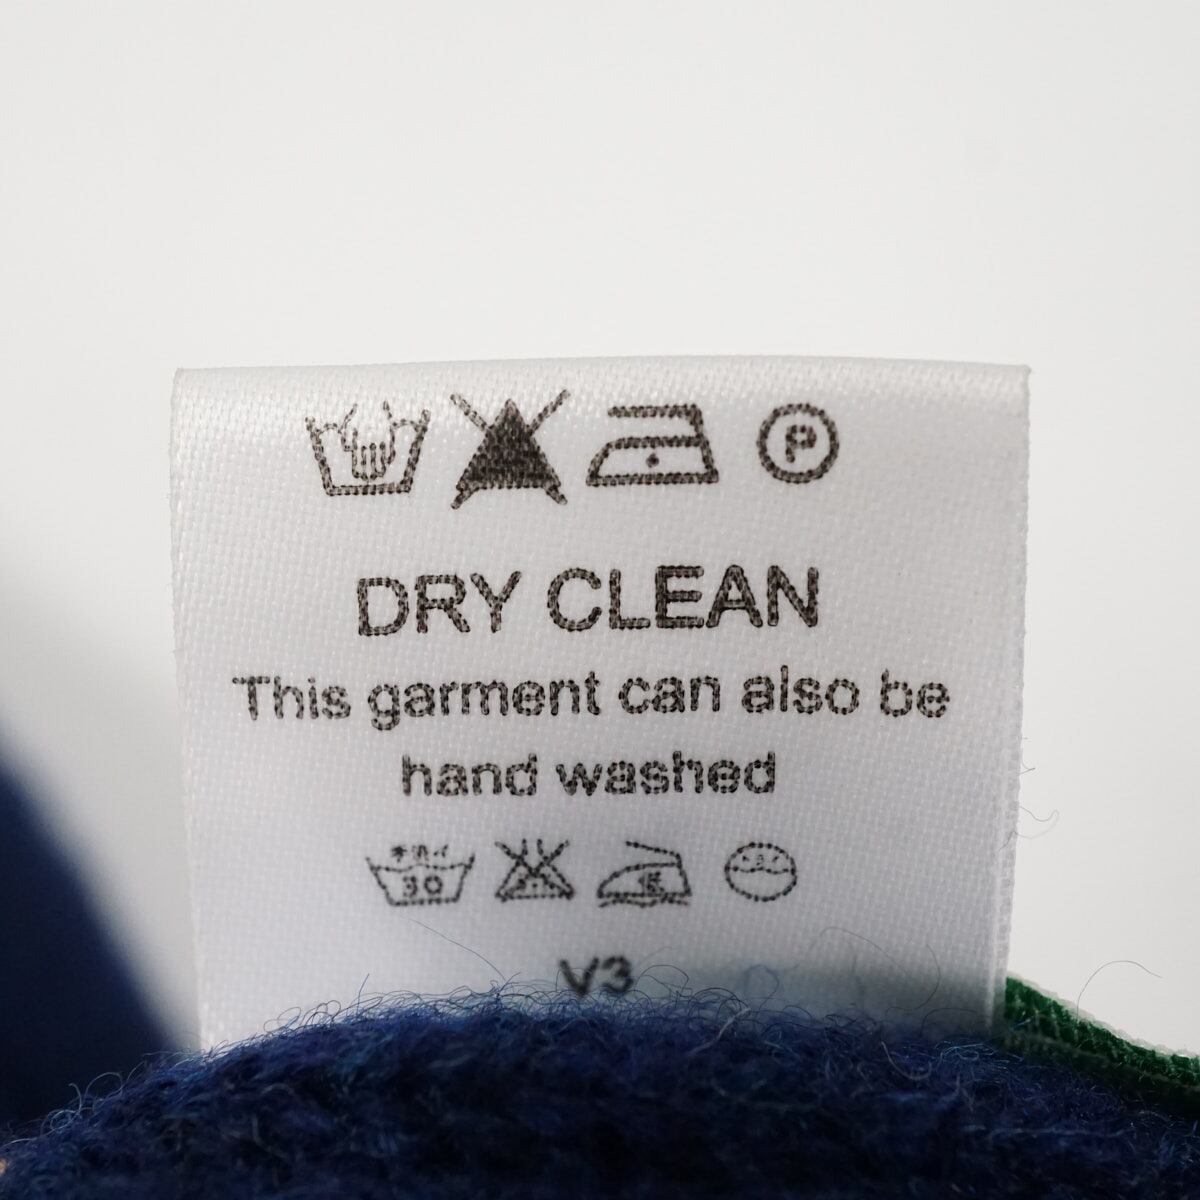 P
DRY CLEAN
This garment can also be
hand washed
30
V3